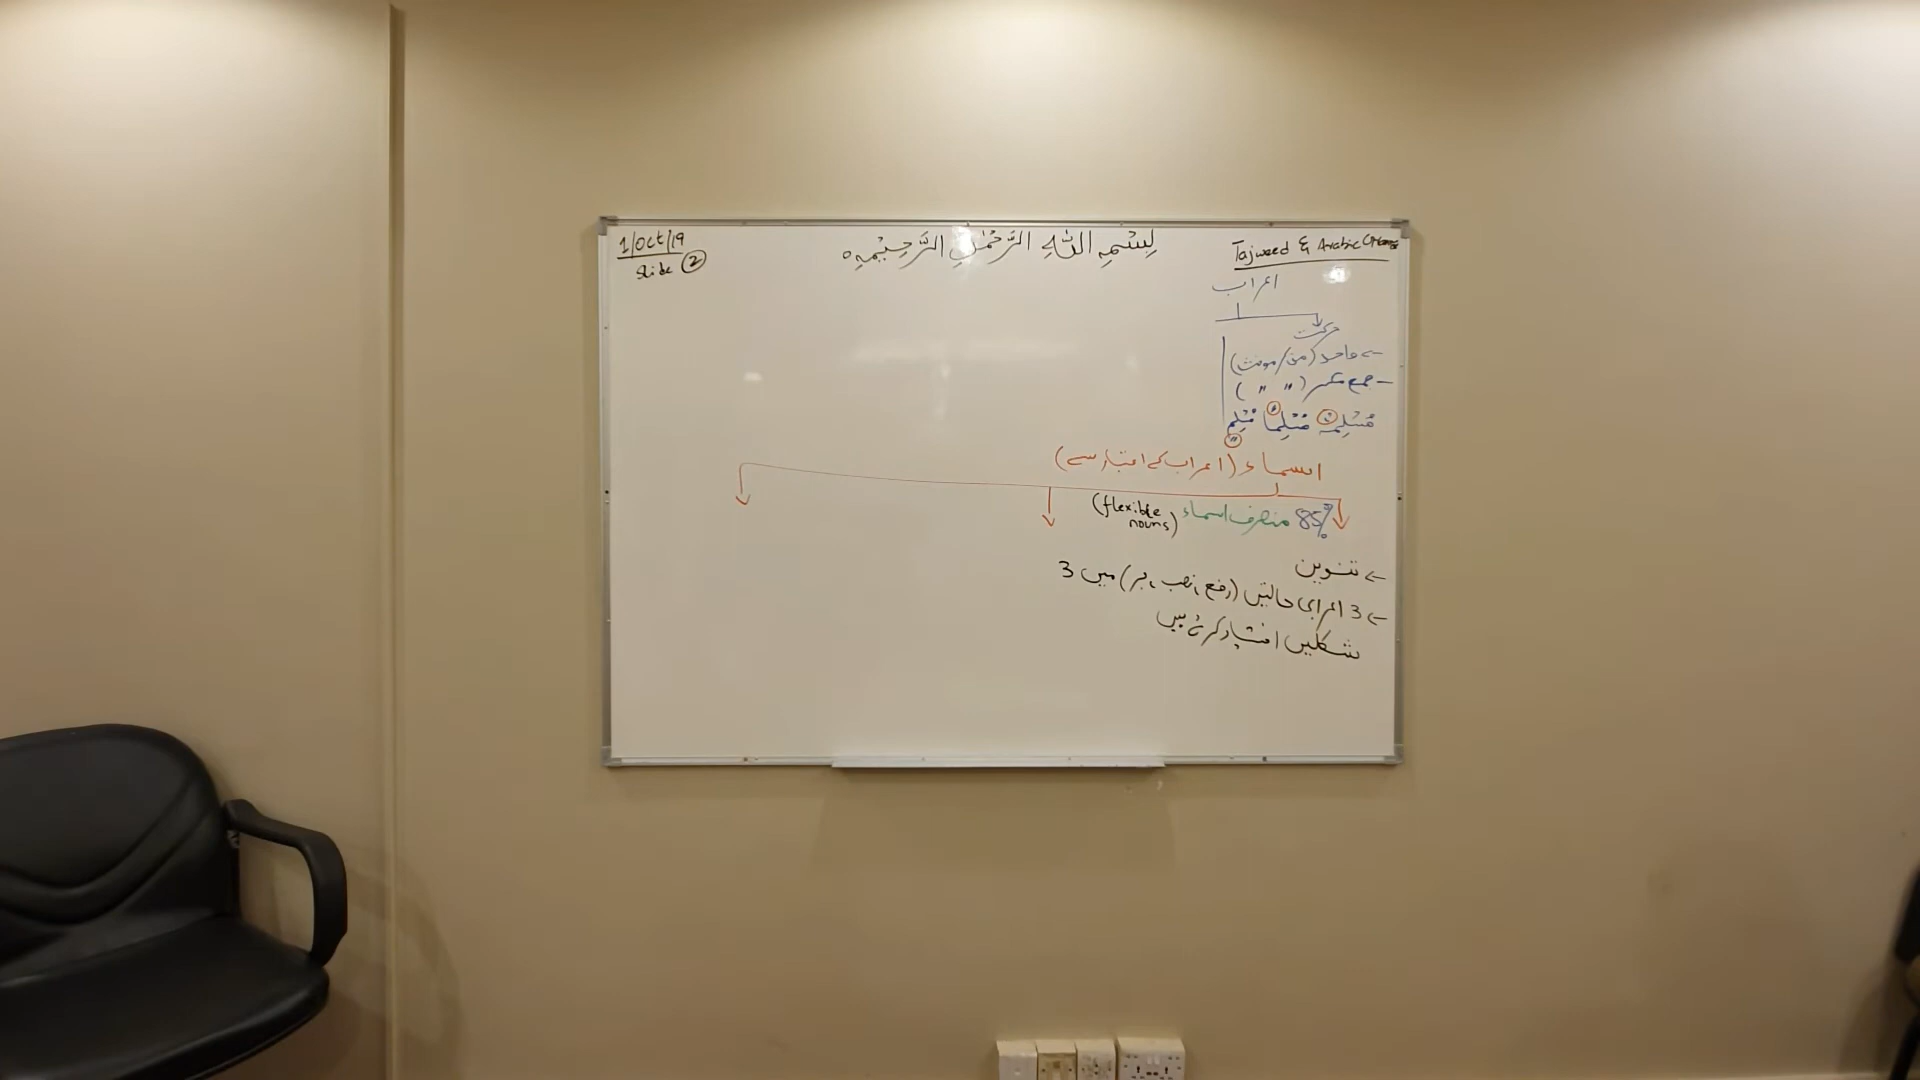 1/Oct/19
Slide 2
بِسْمِ اللّٰهِ الرَّحْمٰنِ الرَّحِيْمِ ه
Tajweed & Arabic
اعراب
حرکت
← واحد (مذ/مونث)
– جمع مکسر (" ")
مُسْلِمٌ مُسْلِمًا مُسْلِمٍ
اسماء (اعراب کے اعتبار سے)
85% منصرف اسماء (flexible nouns)
← تنوین
← 3 اعرابی حالتیں (رفع، نصب، جر) میں 3
شکلیں اختیار کرتے ہیں